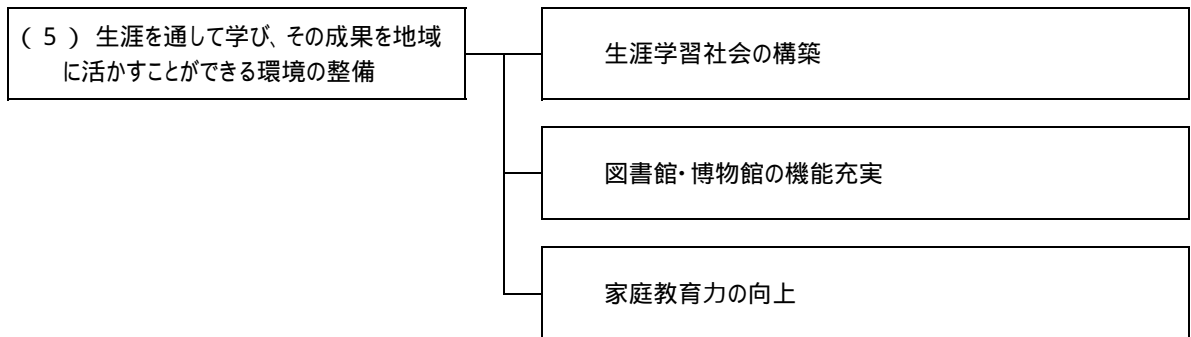 (5) 生涯を通して学び、その成果を地域
に活かすことができる環境の整備
生涯学習社会の構築
図書館・博物館の機能充実
家庭教育力の向上